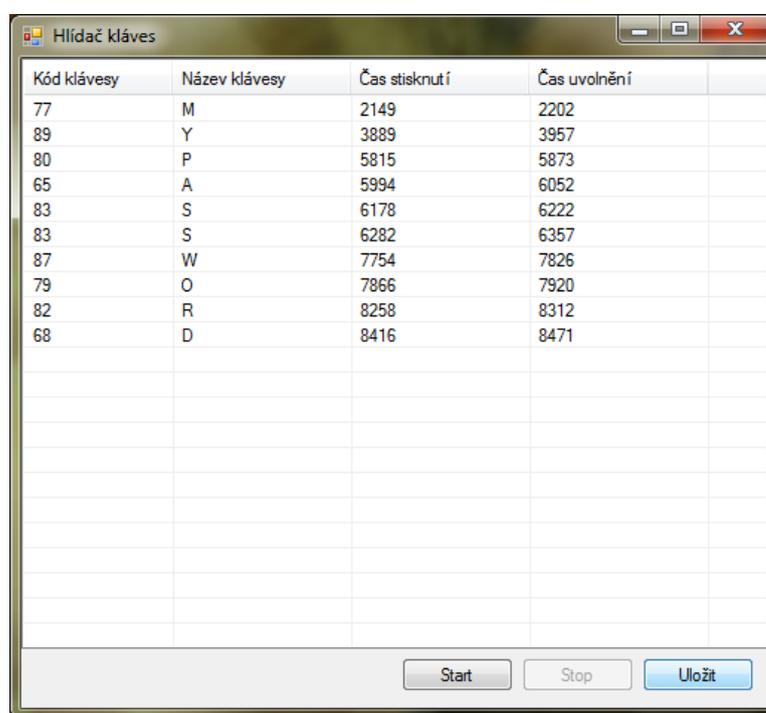 Hlídač kláves
Kód klávesy Název klávesy Čas stisknutí Čas uvolnění
77 M 2149 2202
89 Y 3889 3957
80 P 5815 5873
65 A 5994 6052
83 S 6178 6222
83 S 6282 6357
87 W 7754 7826
79 O 7866 7920
82 R 8258 8312
68 D 8416 8471
Start Stop Uložit